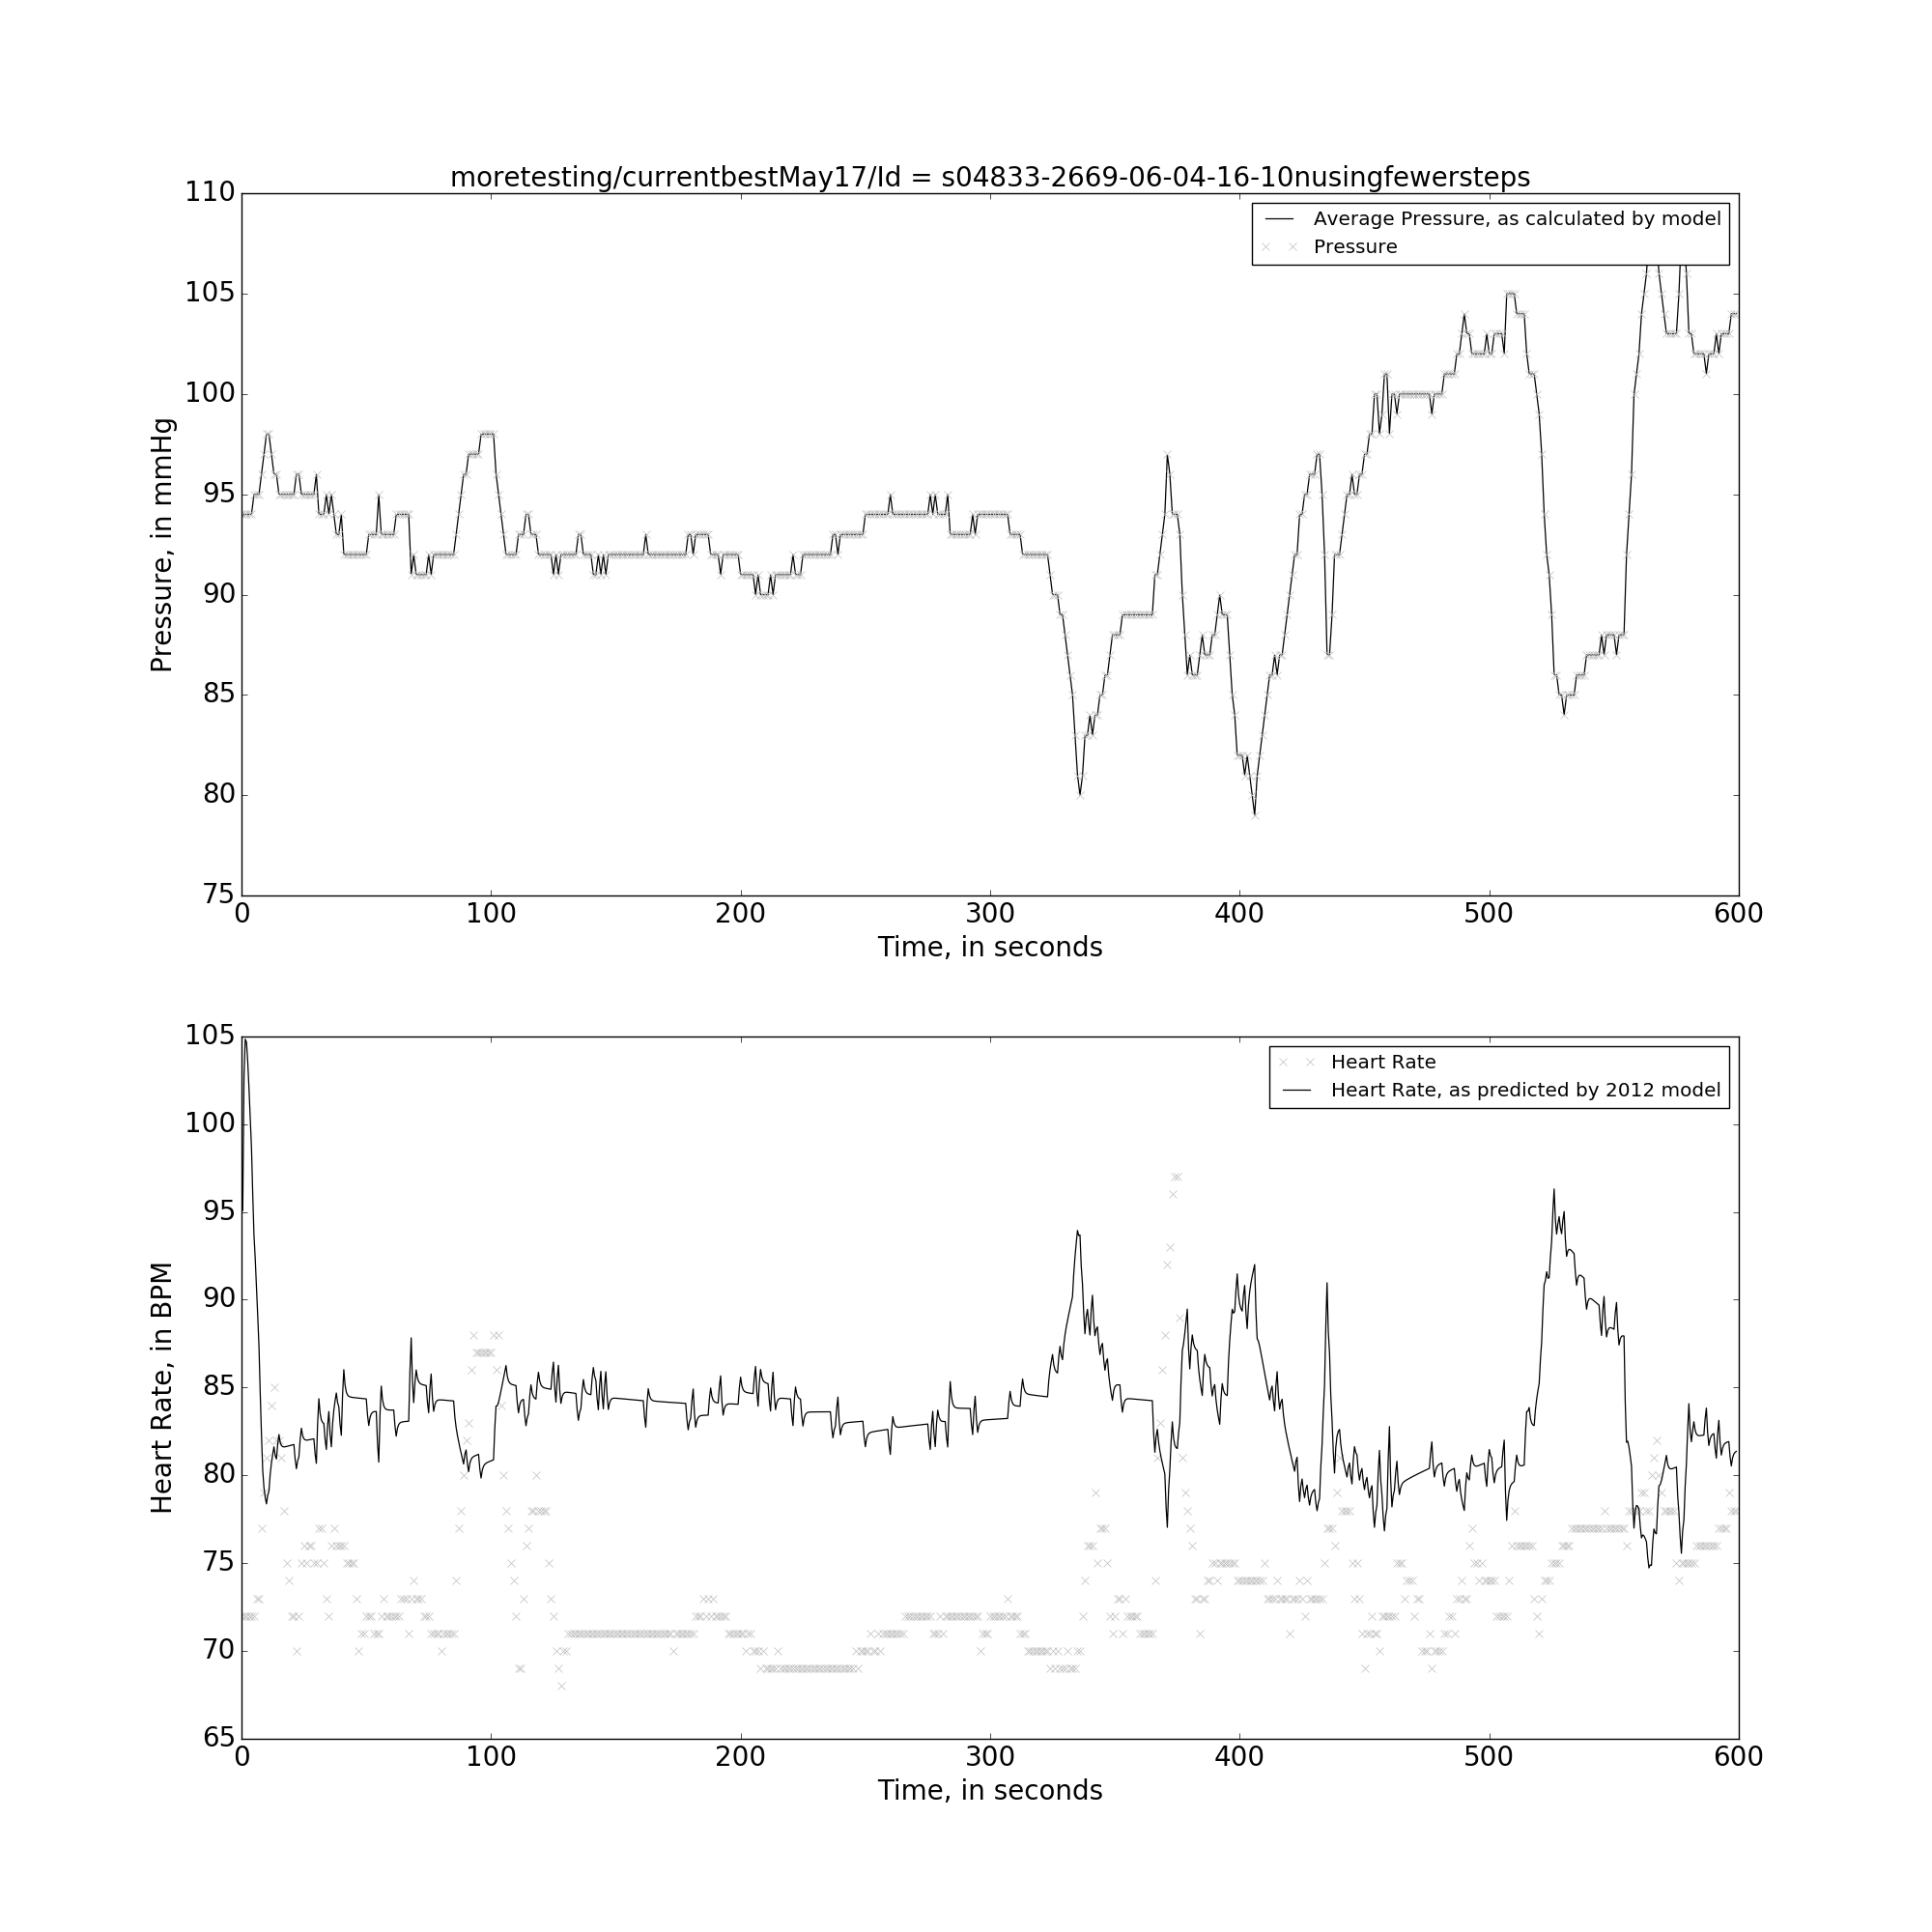 moretesting/currentbestMay17/Id = s04833-2669-06-04-16-10nusingfewersteps
110
105
100
95
90
85
80
75
Pressure, in mmHg
Average Pressure, as calculated by model
Pressure
0 100 200 300 400 500 600
Time, in seconds
105
100
95
90
85
80
75
70
65
Heart Rate, in BPM
Heart Rate
Heart Rate, as predicted by 2012 model
0 100 200 300 400 500 600
Time, in seconds